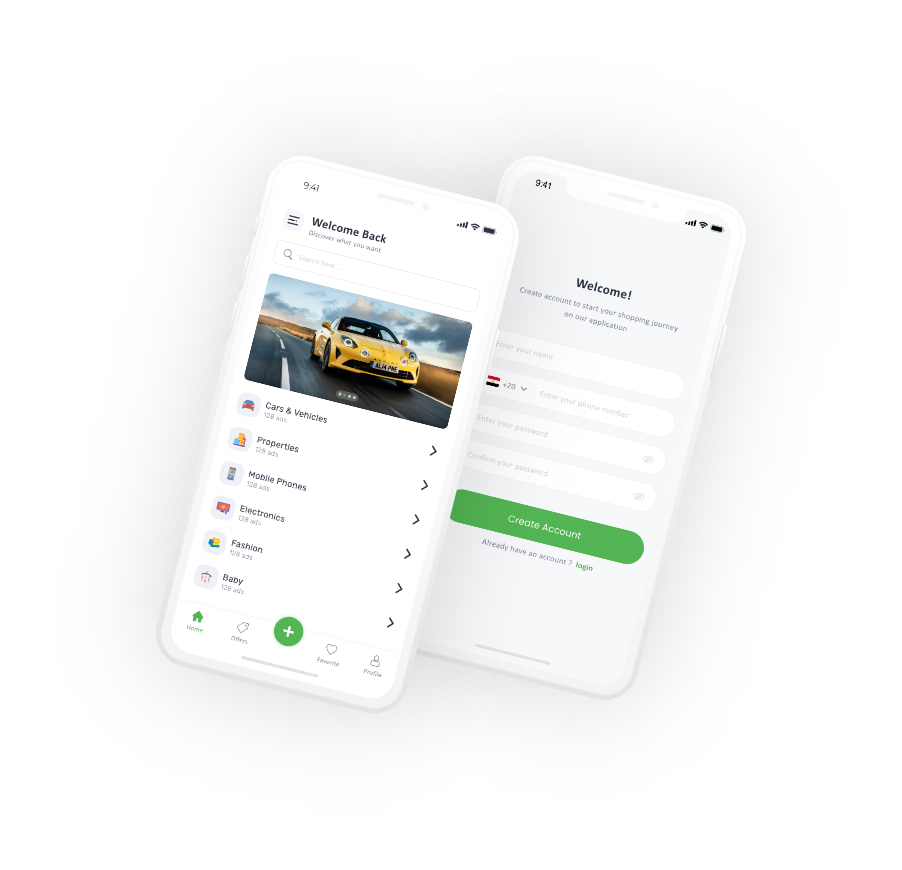 9:41
Welcome Back
Discover what you want
Search here ...
AL14 PNE
Cars & Vehicles
128 ads
Properties
128 ads
Mobile Phones
128 ads
Electronics
128 ads
Fashion
128 ads
Baby
128 ads
Home
Offers
Favorite
Profile
9:41
Welcome!
Create account to start your shopping journey
on our application
Enter your name
+20
Enter your phone number
Enter your password
Confirm your password
Create Account
Already have an account ? login